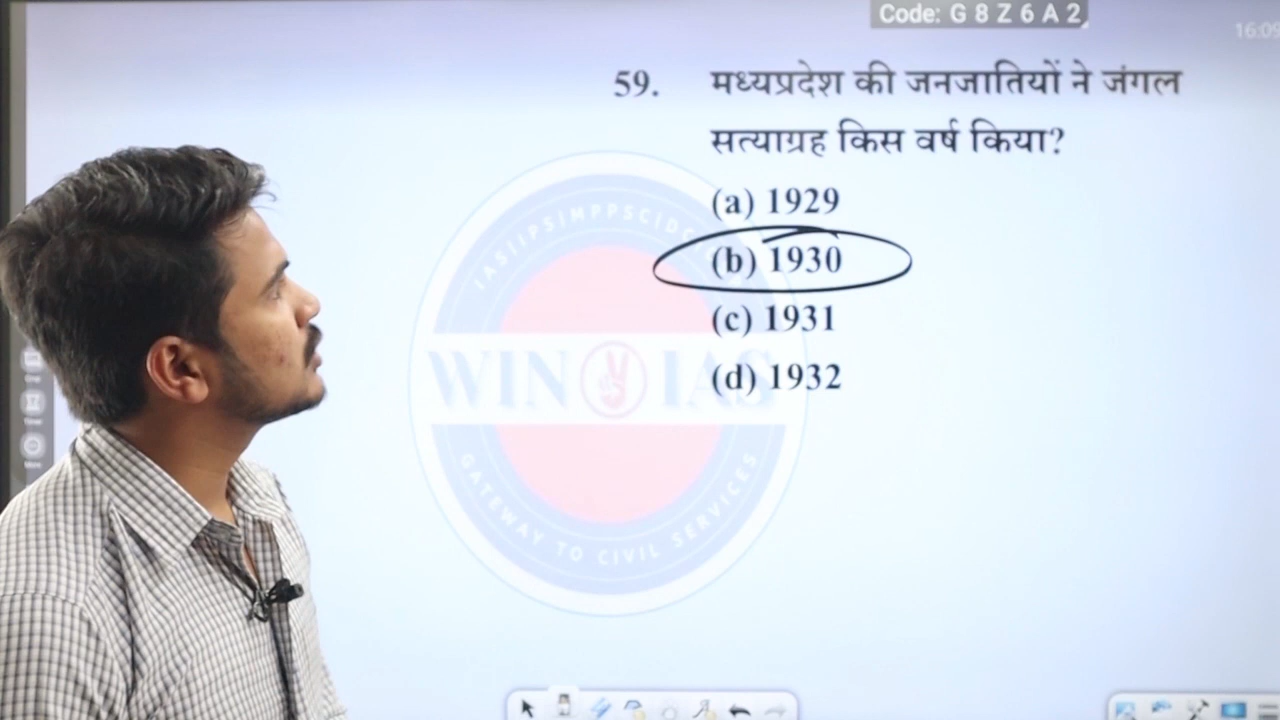 Code: G 8 Z 6 A 2
16:09
59. मध्यप्रदेश की जनजातियों ने जंगल
सत्याग्रह किस वर्ष किया?
(a) 1929
(b) 1930
(c) 1931
(d) 1932
WIN IAS
GATEWAY TO CIVIL SERVICES